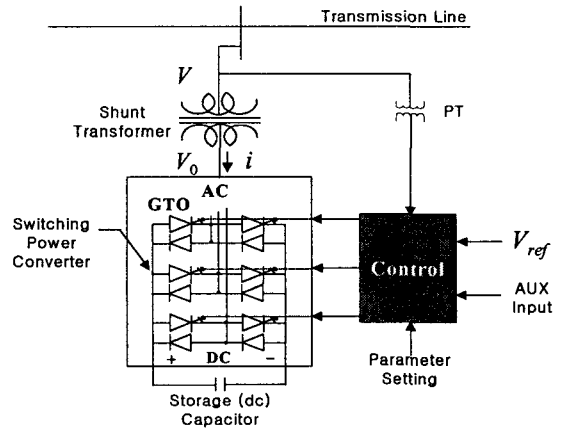 Transmission Line
V
Shunt
Transformer
PT
V0
i
AC
GTO
Switching
Power
Converter
Control
Vref
AUX
Input
+
DC
−
Parameter
Setting
Storage (dc)
Capacitor